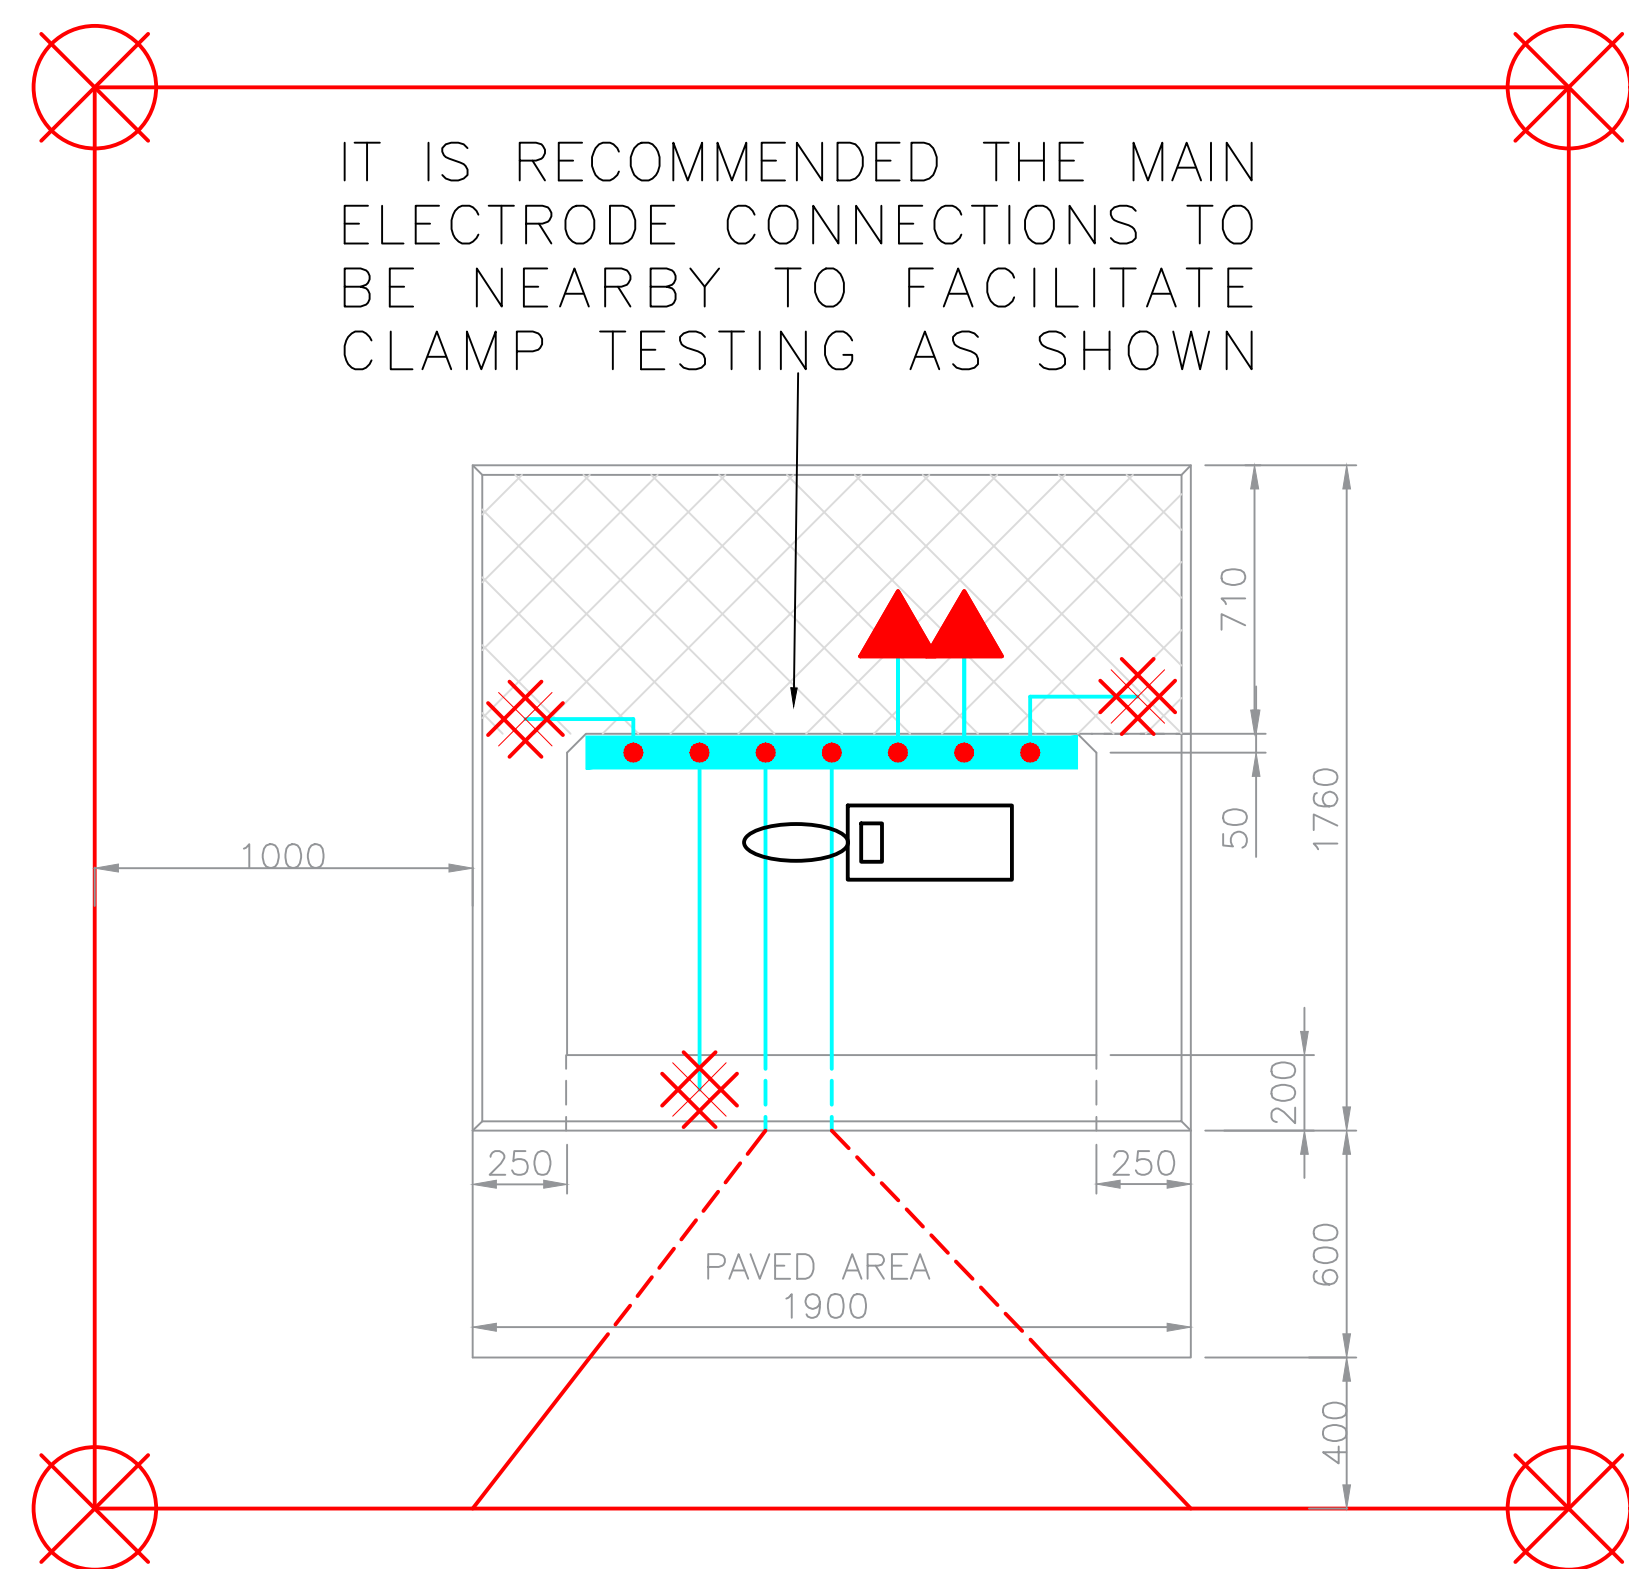 IT IS RECOMMENDED THE MAIN
ELECTRODE CONNECTIONS TO
BE NEARBY TO FACILITATE
CLAMP TESTING AS SHOWN
710
1760
50
1000
200
250
250
600
PAVED AREA
1900
400